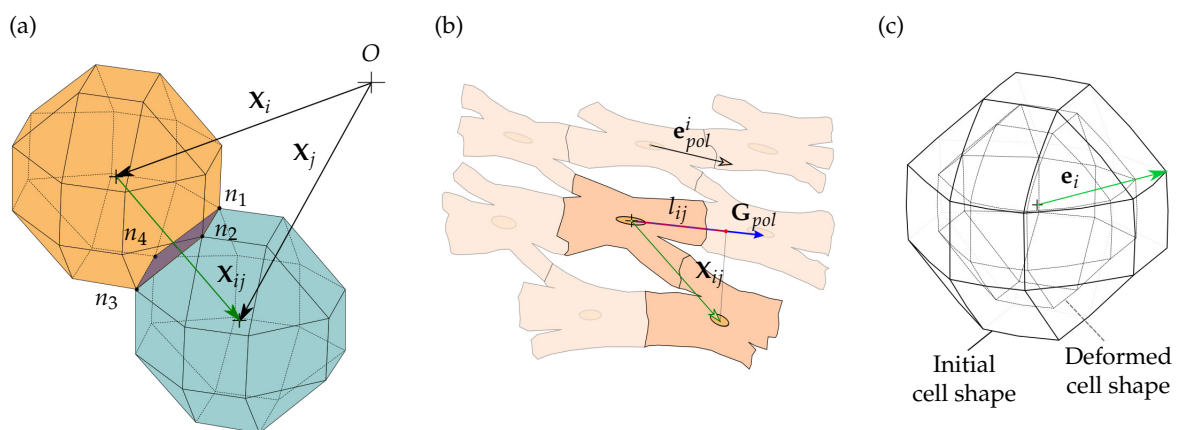 (a)
O
X_i
X_j
n_1
n_2
n_4
X_ij
n_3
(b)
e^i_pol
l_ij
G_pol
X_ij
(c)
e_i
Initial
cell shape
Deformed
cell shape